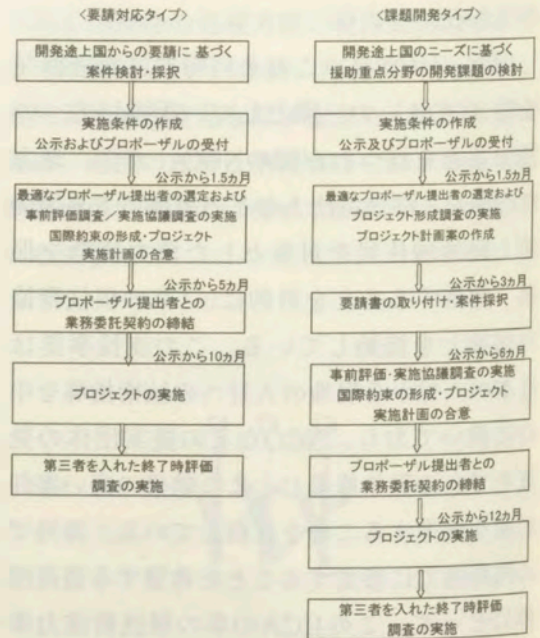 〈要請対応タイプ〉
開発途上国からの要請に 基づく
案件検討・採択
実施条件の作成
公示およびプロポーザルの受付
公示から1.5カ月
最適なプロポーザル提出者の選定および
事前評価調査／実施協議調査の実施
国際約束の形成・プロジェクト
実施計画の合意
公示から5カ月
プロポーザル提出者との
業務委託契約の締結
公示から10カ月
プロジェクトの実施
第三者を入れた終了時評価
調査の実施
〈課題開発タイプ〉
開発途上国のニーズに基づく
援助重点分野の開発課題の検討
実施条件の作成
公示及びプロポーザルの受付
公示から1.5カ月
最適なプロポーザル提出者の選定および
プロジェクト形成調査の実施
プロジェクト計画案の作成
公示から3カ月
要請書の取り付け・案件採択
公示から6カ月
事前評価・実施協議調査の実施
国際約束の形成・プロジェクト
実施計画の合意
プロポーザル提出者との
業務委託契約の締結
公示から12カ月
プロジェクトの実施
第三者を入れた終了時評価
調査の実施